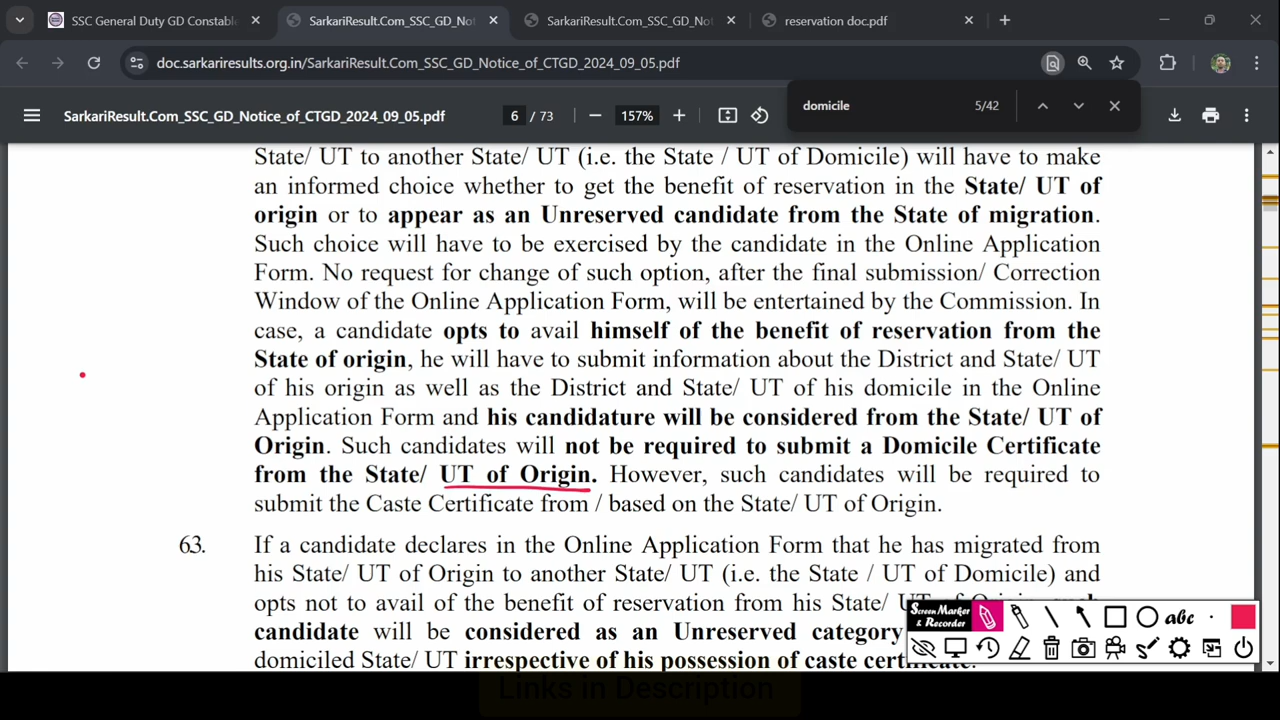 SSC General Duty GD Constable
SarkariResult.Com_SSC_GD_Not
SarkariResult.Com_SSC_GD_Not
reservation doc.pdf
doc.sarkariresults.org.in/SarkariResult.Com_SSC_GD_Notice_of_CTGD_2024_09_05.pdf
domicile 5/42
SarkariResult.Com_SSC_GD_Notice_of_CTGD_2024_09_05.pdf 6 / 73 157%
State/ UT to another State/ UT (i.e. the State / UT of Domicile) will have to make
an informed choice whether to get the benefit of reservation in the State/ UT of
origin or to appear as an Unreserved candidate from the State of migration.
Such choice will have to be exercised by the candidate in the Online Application
Form. No request for change of such option, after the final submission/ Correction
Window of the Online Application Form, will be entertained by the Commission. In
case, a candidate opts to avail himself of the benefit of reservation from the
State of origin, he will have to submit information about the District and State/ UT
of his origin as well as the District and State/ UT of his domicile in the Online
Application Form and his candidature will be considered from the State/ UT of
Origin. Such candidates will not be required to submit a Domicile Certificate
from the State/ UT of Origin. However, such candidates will be required to
submit the Caste Certificate from / based on the State/ UT of Origin.
63. If a candidate declares in the Online Application Form that he has migrated from
his State/ UT of Origin to another State/ UT (i.e. the State / UT of Domicile) and
opts not to avail of the benefit of reservation from his State/ UT of Origin, such
candidate will be considered as an Unreserved category
domiciled State/ UT irrespective of his possession of caste certificate.
Screen Marker
& Recorder
abc
Links in Description